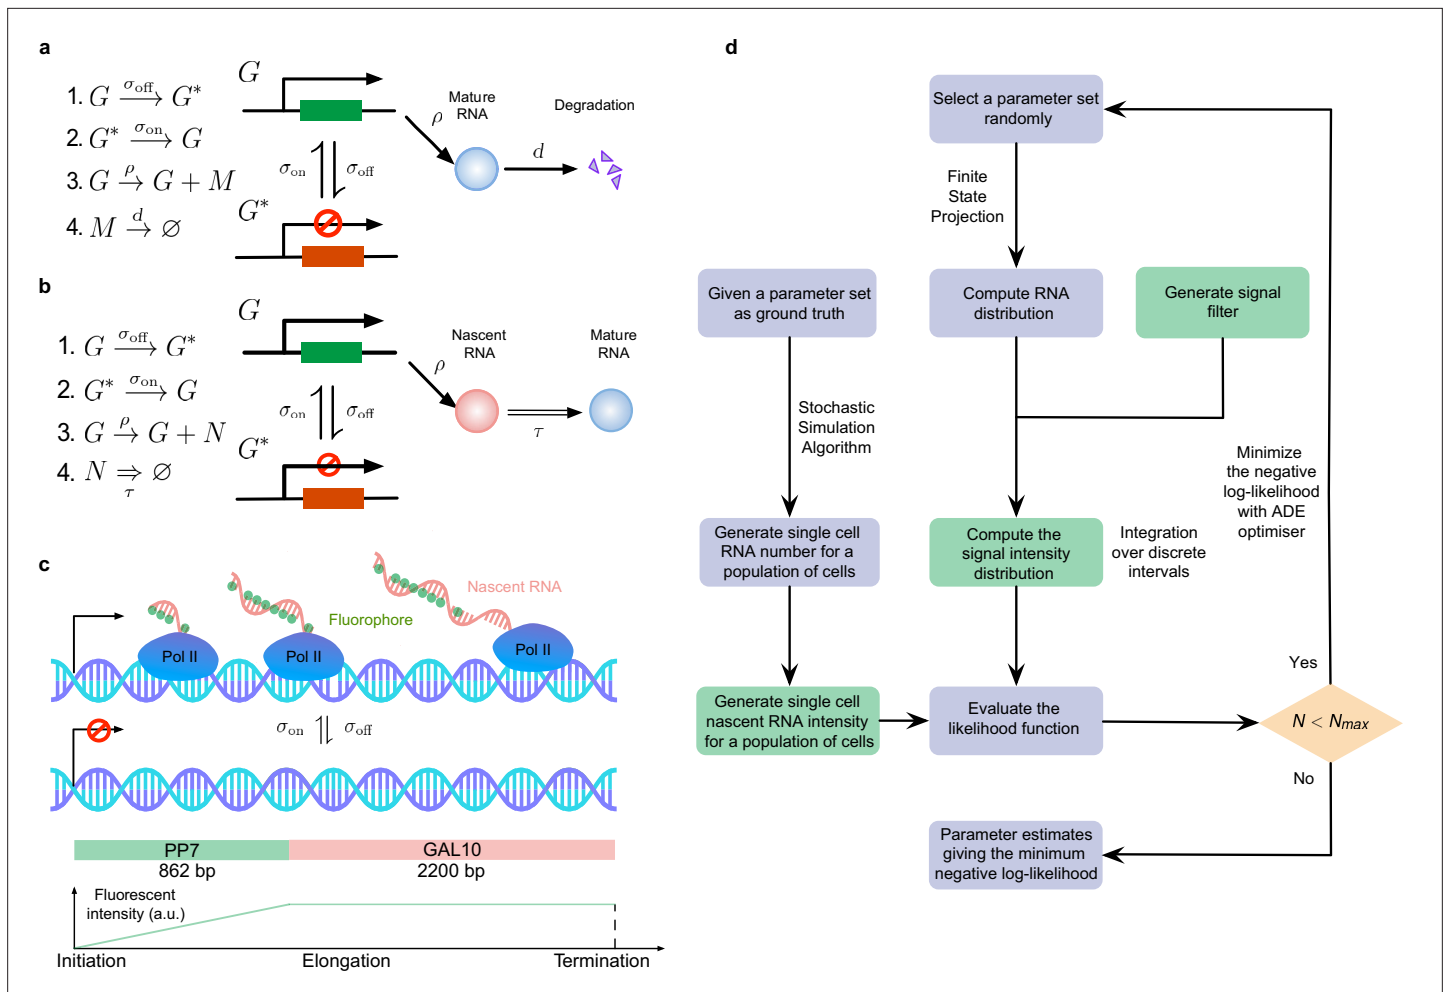 a
1. G σoff⟶ G*
2. G* σon⟶ G
3. G ρ→ G + M
4. M d→ ∅
G
σon
σoff
G*
ρ
Mature
RNA
d
Degradation
b
1. G σoff⟶ G*
2. G* σon⟶ G
3. G ρ→ G + N
4. N ⇒τ ∅
G
σon
σoff
G*
ρ
Nascent
RNA
τ
Mature
RNA
c
Nascent RNA
Fluorophore
Pol II
Pol II
Pol II
σon
σoff
PP7
GAL10
862 bp
2200 bp
Fluorescent
intensity (a.u.)
Initiation
Elongation
Termination
d
Select a parameter set
randomly
Finite
State
Projection
Given a parameter set
as ground truth
Compute RNA
distribution
Generate signal
filter
Stochastic
Simulation
Algorithm
Minimize
the negative
log-likelihood
with ADE
optimiser
Generate single cell
RNA number for a
population of cells
Compute the
signal intensity
distribution
Integration
over discrete
intervals
Generate single cell
nascent RNA intensity
for a population of cells
Evaluate the
likelihood function
Yes
N < Nmax
No
Parameter estimates
giving the minimum
negative log-likelihood